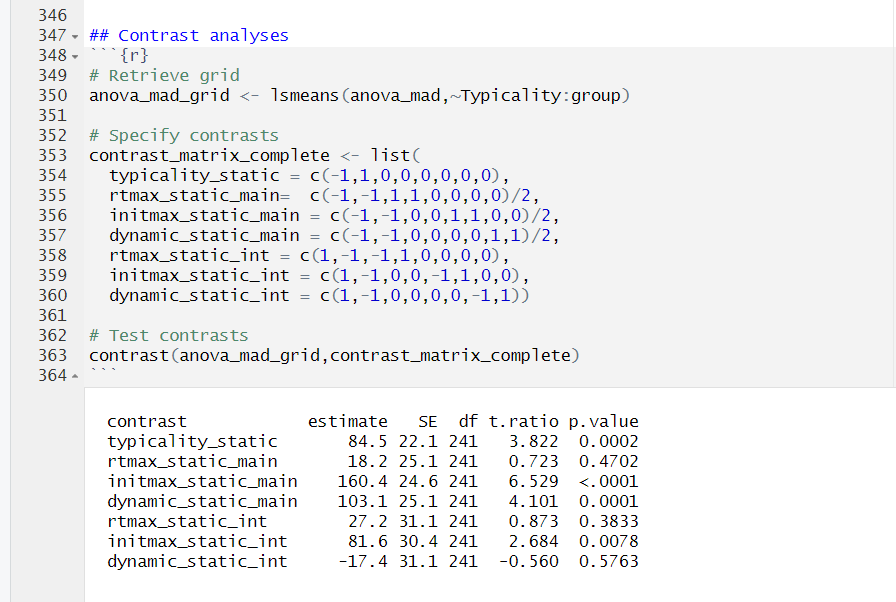 346
347 ## Contrast analyses
348 ```{r}
349 # Retrieve grid
350 anova_mad_grid <- lsmeans(anova_mad,~Typicality:group)
351
352 # Specify contrasts
353 contrast_matrix_complete <- list(
354   typicality_static = c(-1,1,0,0,0,0,0,0),
355   rtmax_static_main=  c(-1,-1,1,1,0,0,0,0)/2,
356   initmax_static_main = c(-1,-1,0,0,1,1,0,0)/2,
357   dynamic_static_main = c(-1,-1,0,0,0,0,1,1)/2,
358   rtmax_static_int = c(1,-1,-1,1,0,0,0,0),
359   initmax_static_int = c(1,-1,0,0,-1,1,0,0),
360   dynamic_static_int = c(1,-1,0,0,0,0,-1,1))
361
362 # Test contrasts
363 contrast(anova_mad_grid,contrast_matrix_complete)
364 ```
contrast            estimate   SE  df t.ratio p.value
typicality_static       84.5 22.1 241   3.822  0.0002
rtmax_static_main       18.2 25.1 241   0.723  0.4702
initmax_static_main    160.4 24.6 241   6.529  <.0001
dynamic_static_main    103.1 25.1 241   4.101  0.0001
rtmax_static_int        27.2 31.1 241   0.873  0.3833
initmax_static_int      81.6 30.4 241   2.684  0.0078
dynamic_static_int     -17.4 31.1 241  -0.560  0.5763